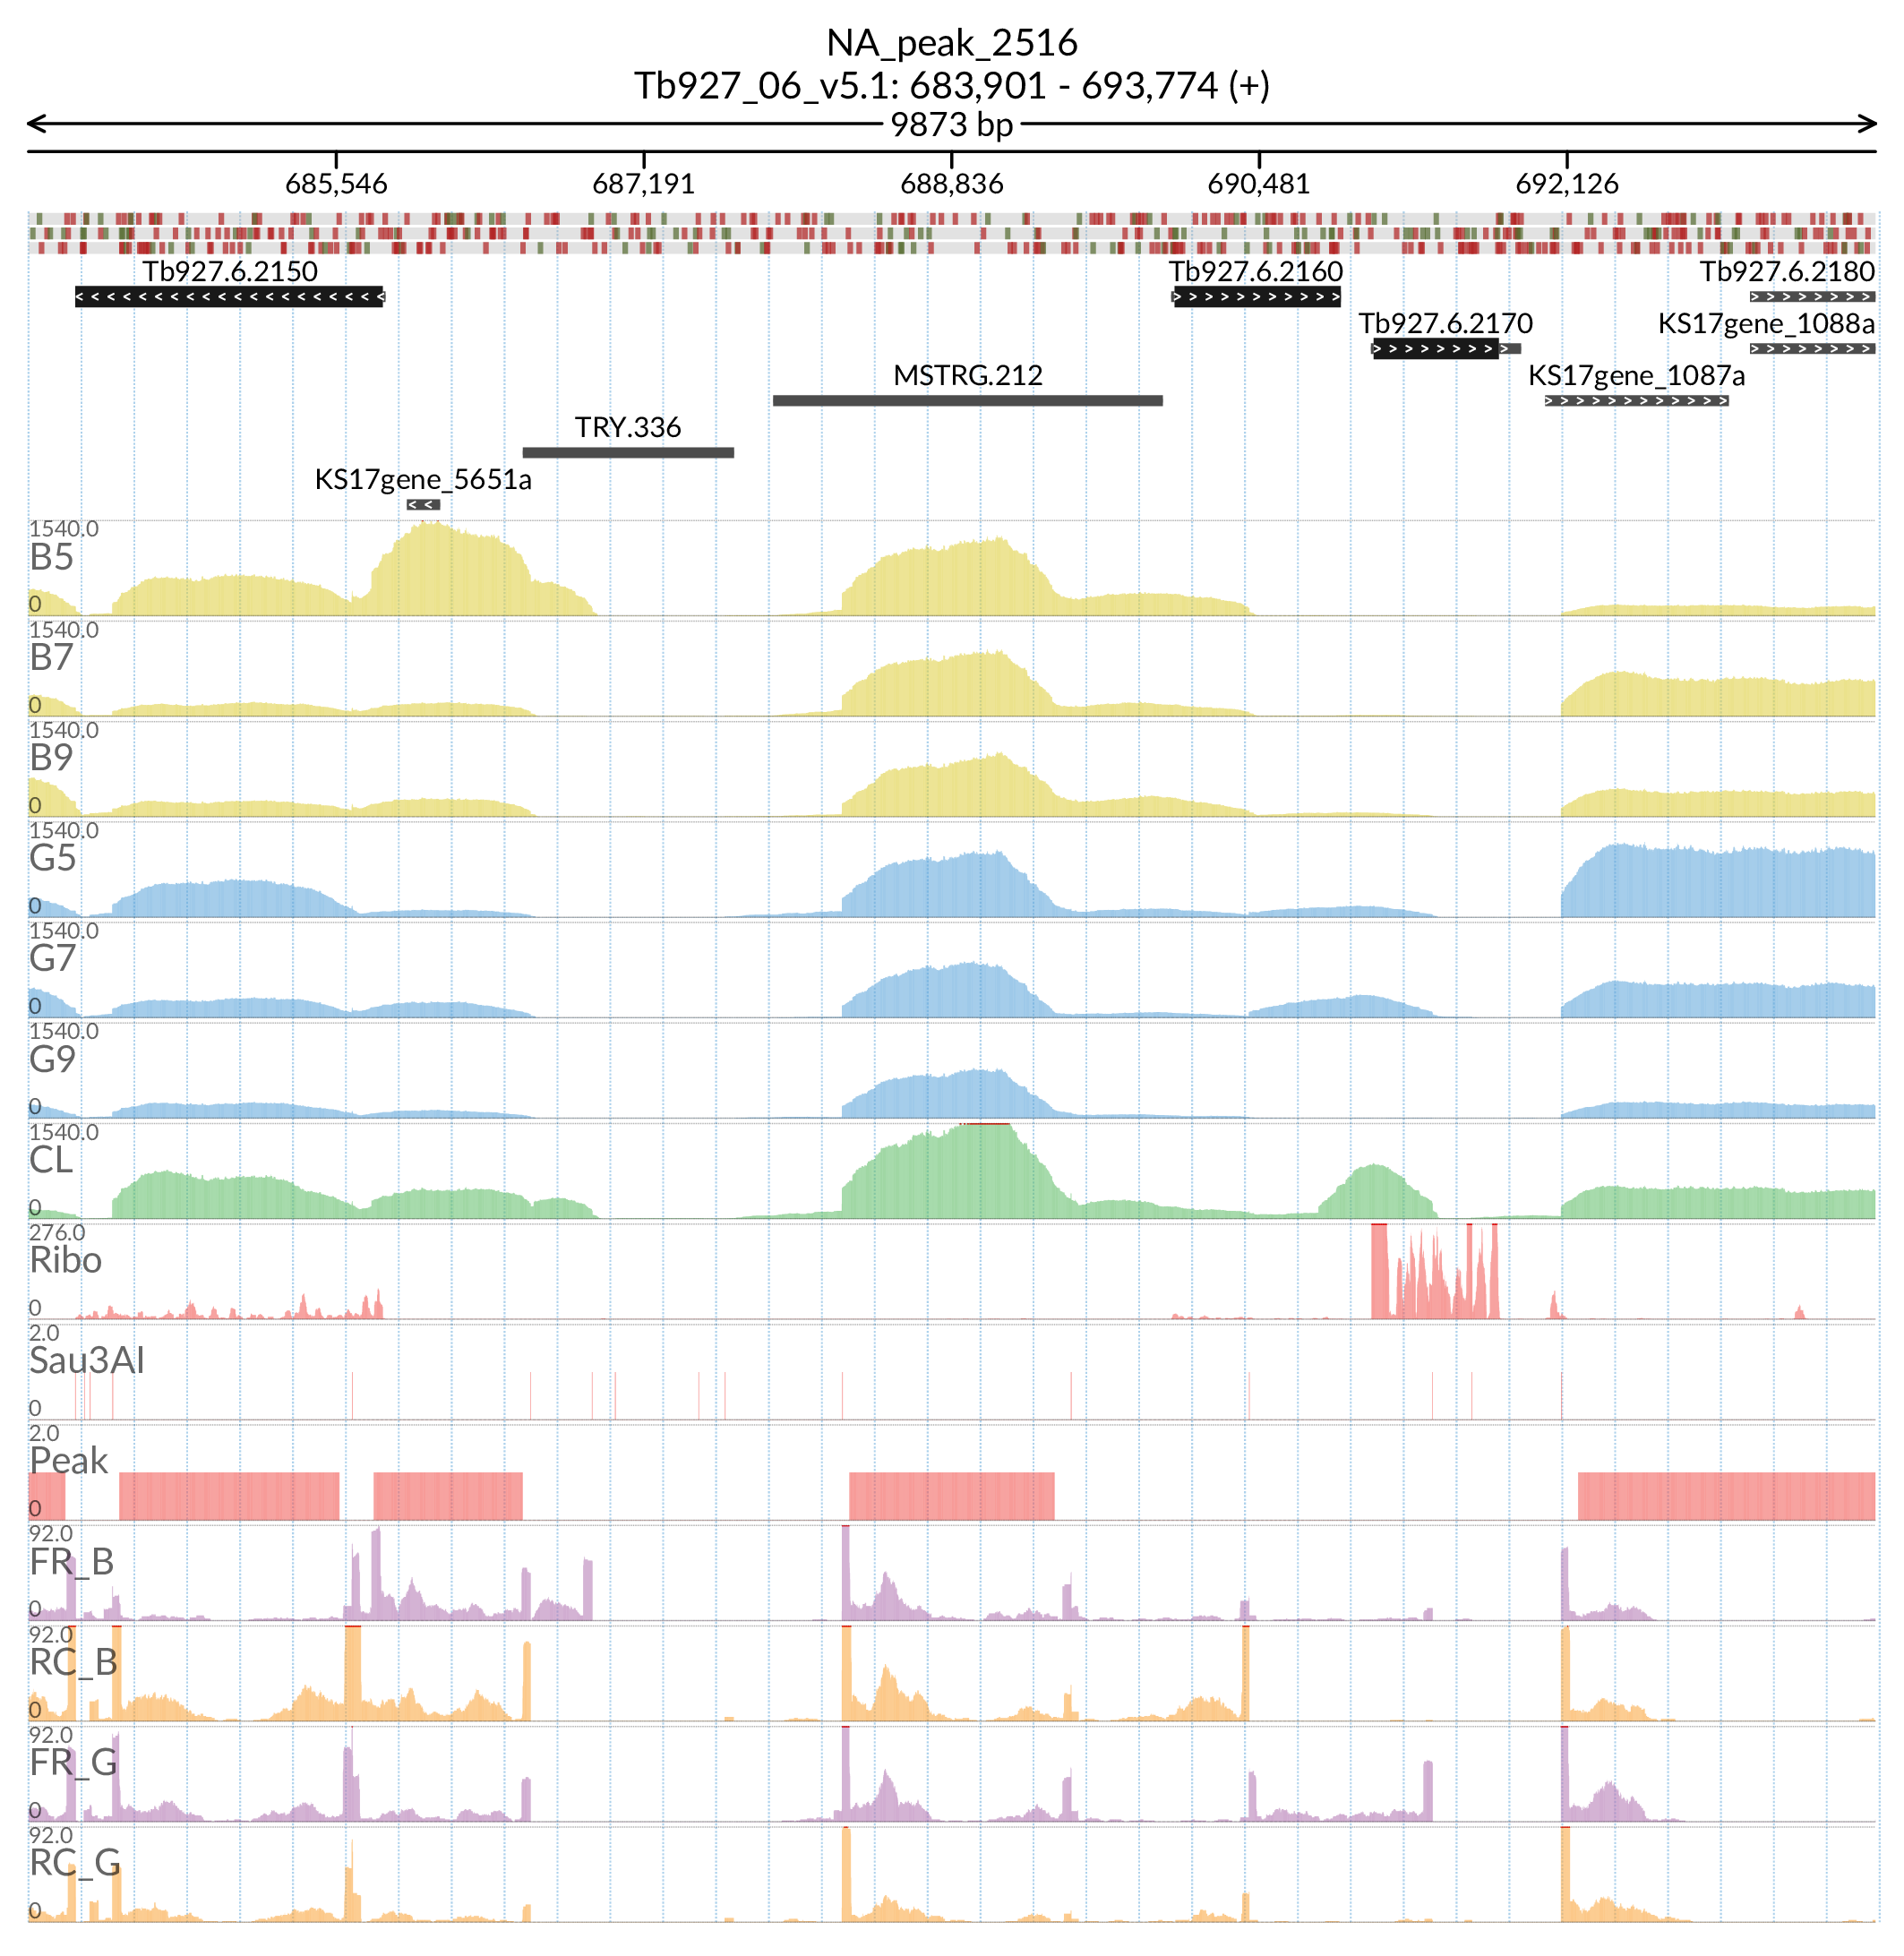 NA_peak_2516
Tb927_06_v5.1: 683,901 - 693,774 (+)
9873 bp
685,546 687,191 688,836 690,481 692,126
Tb927.6.2150 Tb927.6.2160 Tb927.6.2180
Tb927.6.2170 KS17gene_1088a
MSTRG.212 KS17gene_1087a
TRY.336
KS17gene_5651a
1540.0
B5
0
1540.0
B7
0
1540.0
B9
0
1540.0
G5
0
1540.0
G7
0
1540.0
G9
0
1540.0
CL
0
276.0
Ribo
0
2.0
Sau3AI
0
2.0
Peak
0
92.0
FR_B
0
92.0
RC_B
0
92.0
FR_G
0
92.0
RC_G
0